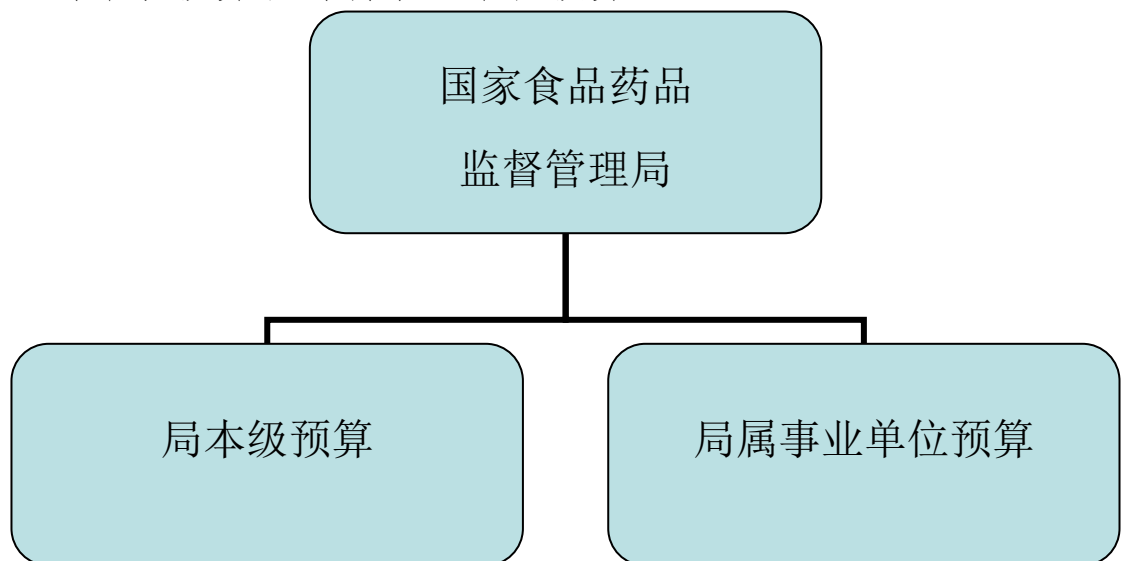 国家食品药品
监督管理局
局本级预算
局属事业单位预算